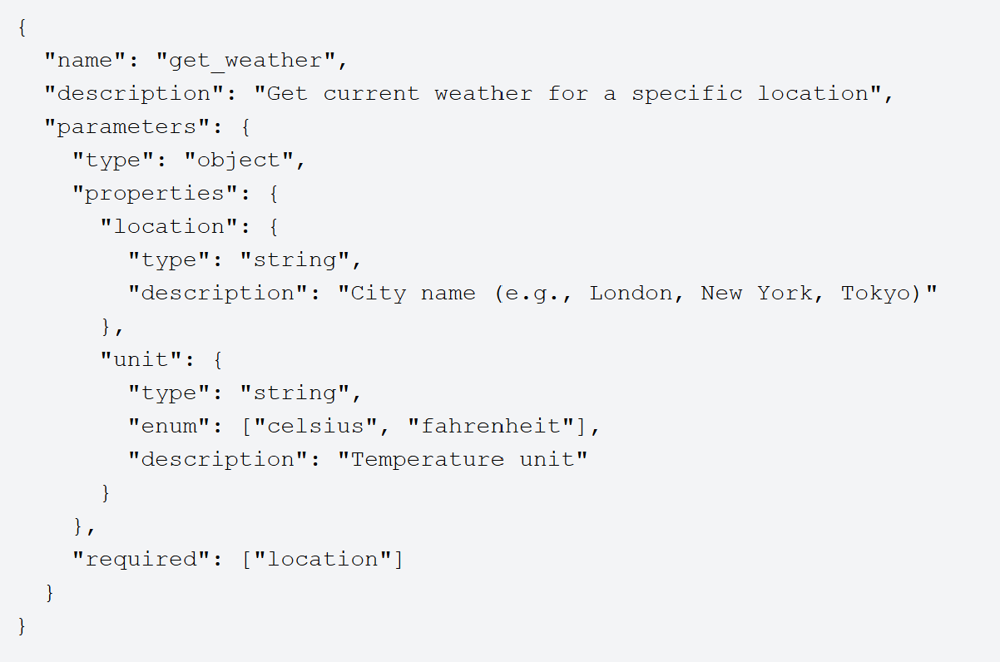 {
  "name": "get_weather",
  "description": "Get current weather for a specific location",
  "parameters": {
    "type": "object",
    "properties": {
      "location": {
        "type": "string",
        "description": "City name (e.g., London, New York, Tokyo)"
      },
      "unit": {
        "type": "string",
        "enum": ["celsius", "fahrenheit"],
        "description": "Temperature unit"
      }
    },
    "required": ["location"]
  }
}